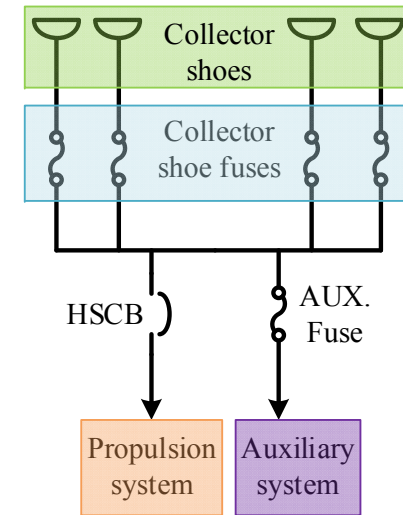 Collector
shoes
Collector
shoe fuses
HSCB
AUX.
Fuse
Propulsion
system
Auxiliary
system